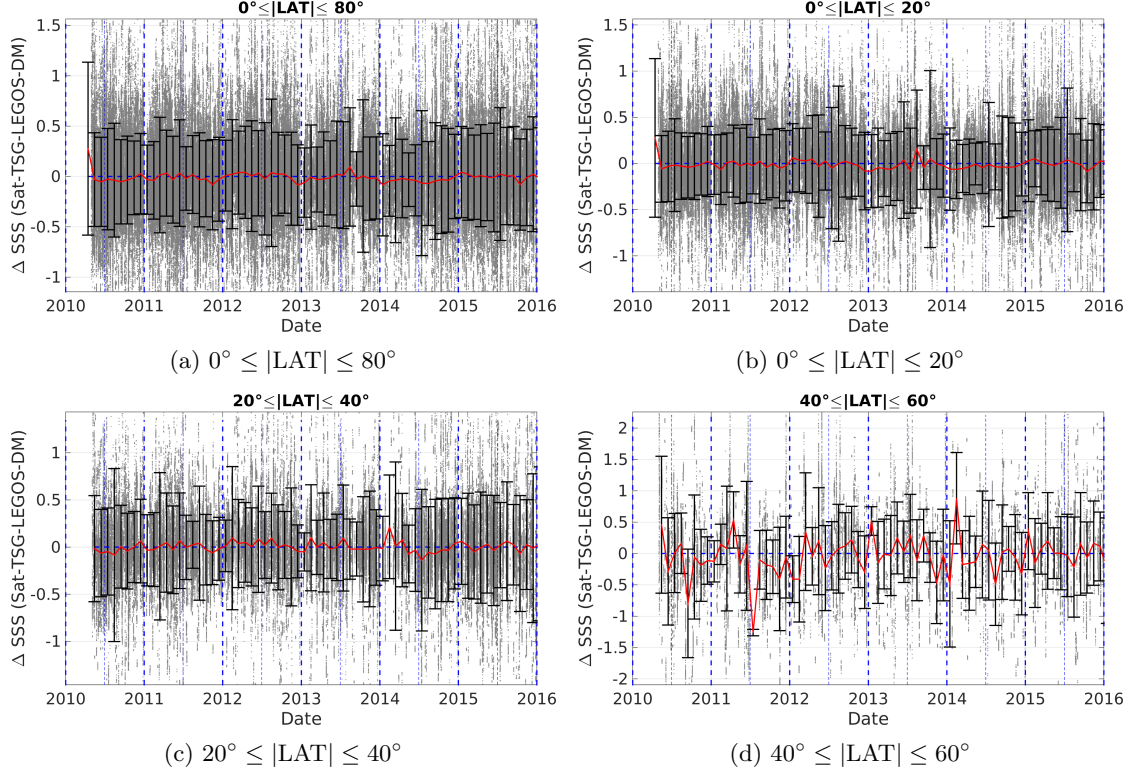 0°≤|LAT|≤ 80°
Δ SSS (Sat-TSG-LEGOS-DM)
1.5
1
0.5
0
-0.5
-1
2010 2011 2012 2013 2014 2015 2016
Date
(a) 0° ≤ |LAT| ≤ 80°
0°≤|LAT|≤ 20°
Δ SSS (Sat-TSG-LEGOS-DM)
1.5
1
0.5
0
-0.5
-1
2010 2011 2012 2013 2014 2015 2016
Date
(b) 0° ≤ |LAT| ≤ 20°
20°≤|LAT|≤ 40°
Δ SSS (Sat-TSG-LEGOS-DM)
1
0.5
0
-0.5
-1
2010 2011 2012 2013 2014 2015 2016
Date
(c) 20° ≤ |LAT| ≤ 40°
40°≤|LAT|≤ 60°
Δ SSS (Sat-TSG-LEGOS-DM)
2
1.5
1
0.5
0
-0.5
-1
-1.5
-2
2010 2011 2012 2013 2014 2015 2016
Date
(d) 40° ≤ |LAT| ≤ 60°